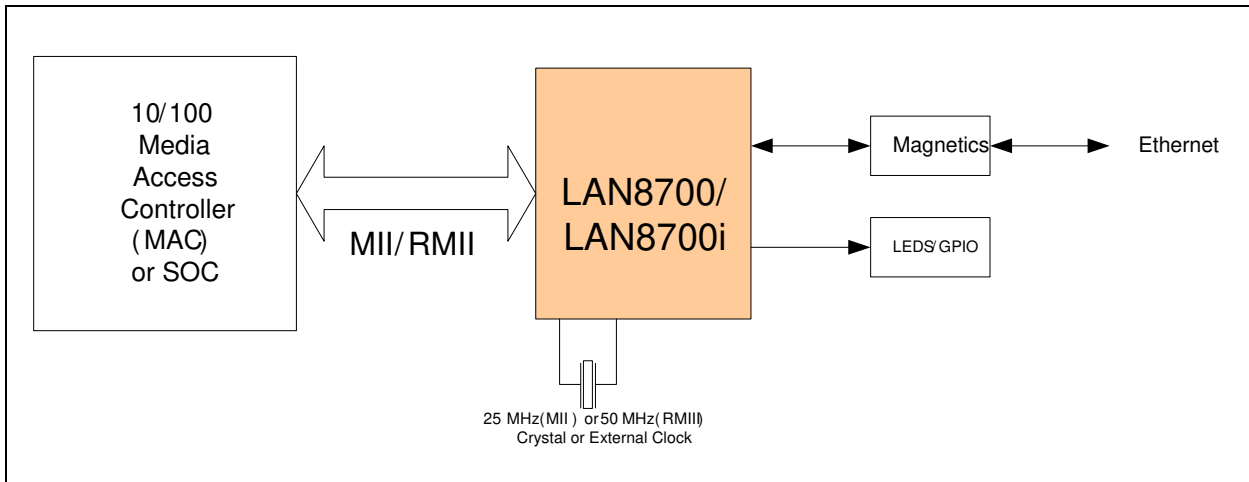 10/100
Media
Access
Controller
(MAC)
or SOC
MII/RMII
LAN8700/
LAN8700i
Magnetics
Ethernet
LEDS/GPIO
25 MHz(MII) or 50 MHz(RMIII)
Crystal or External Clock